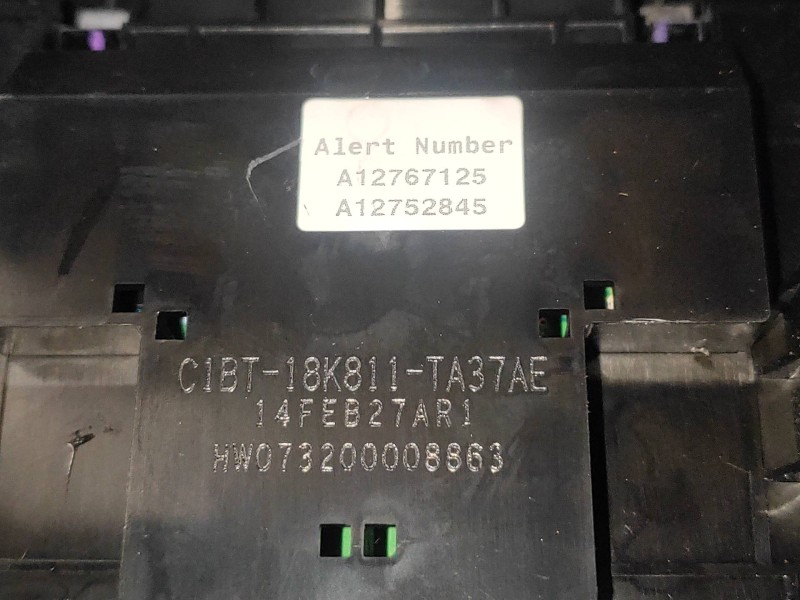 Alert Number
A12767125
A12752845
C1BT-18K811-TA37AE
14FEB27AR1
HW073200008863